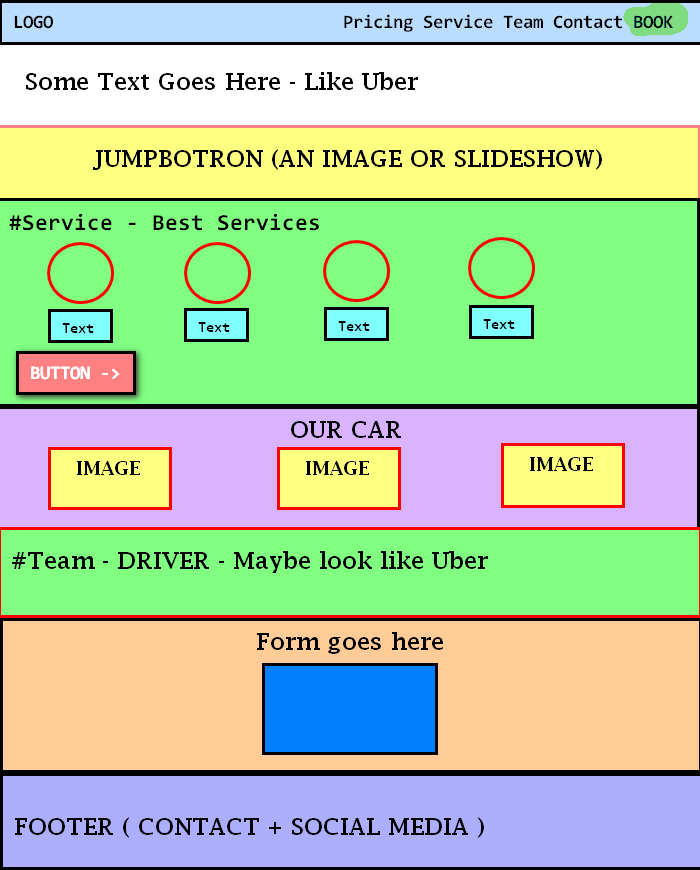 LOGO Pricing Service Team Contact BOOK
Some Text Goes Here - Like Uber
JUMPBOTRON (AN IMAGE OR SLIDESHOW)
#Service - Best Services
Text Text Text Text
BUTTON ->
OUR CAR
IMAGE IMAGE IMAGE
#Team - DRIVER - Maybe look like Uber
Form goes here
FOOTER ( CONTACT + SOCIAL MEDIA )